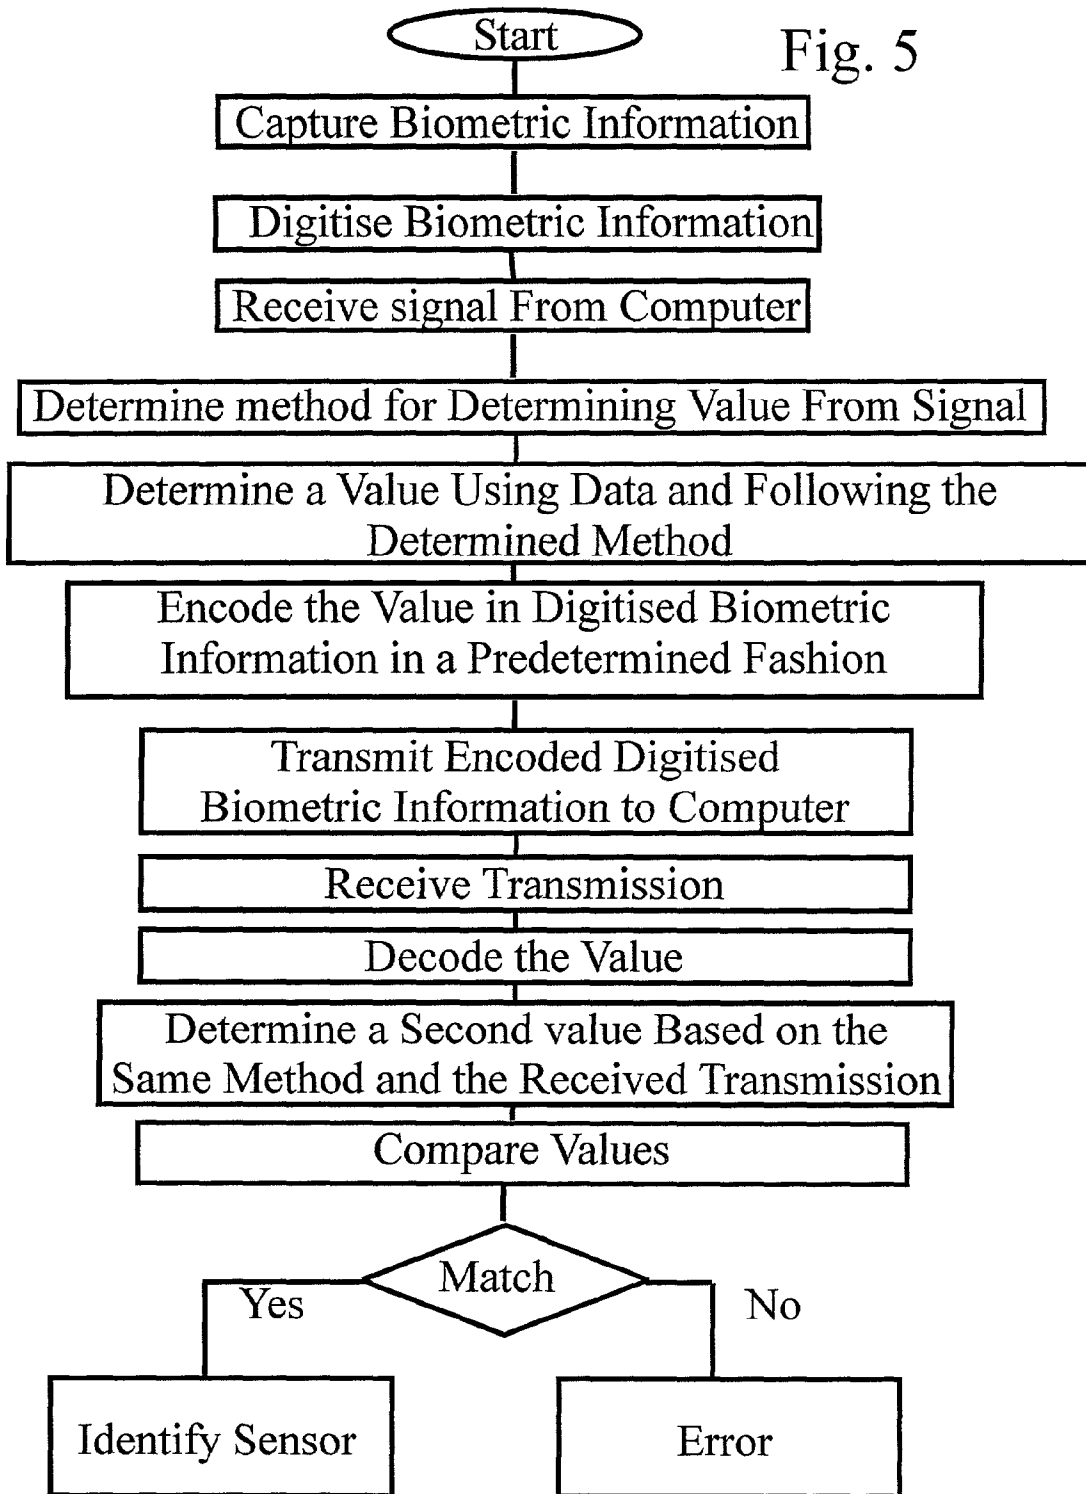 Start
Fig. 5
Capture Biometric Information
Digitise Biometric Information
Receive signal From Computer
Determine method for Determining Value From Signal
Determine a Value Using Data and Following the
Determined Method
Encode the Value in Digitised Biometric
Information in a Predetermined Fashion
Transmit Encoded Digitised
Biometric Information to Computer
Receive Transmission
Decode the Value
Determine a Second value Based on the
Same Method and the Received Transmission
Compare Values
Match
Yes
No
Identify Sensor
Error